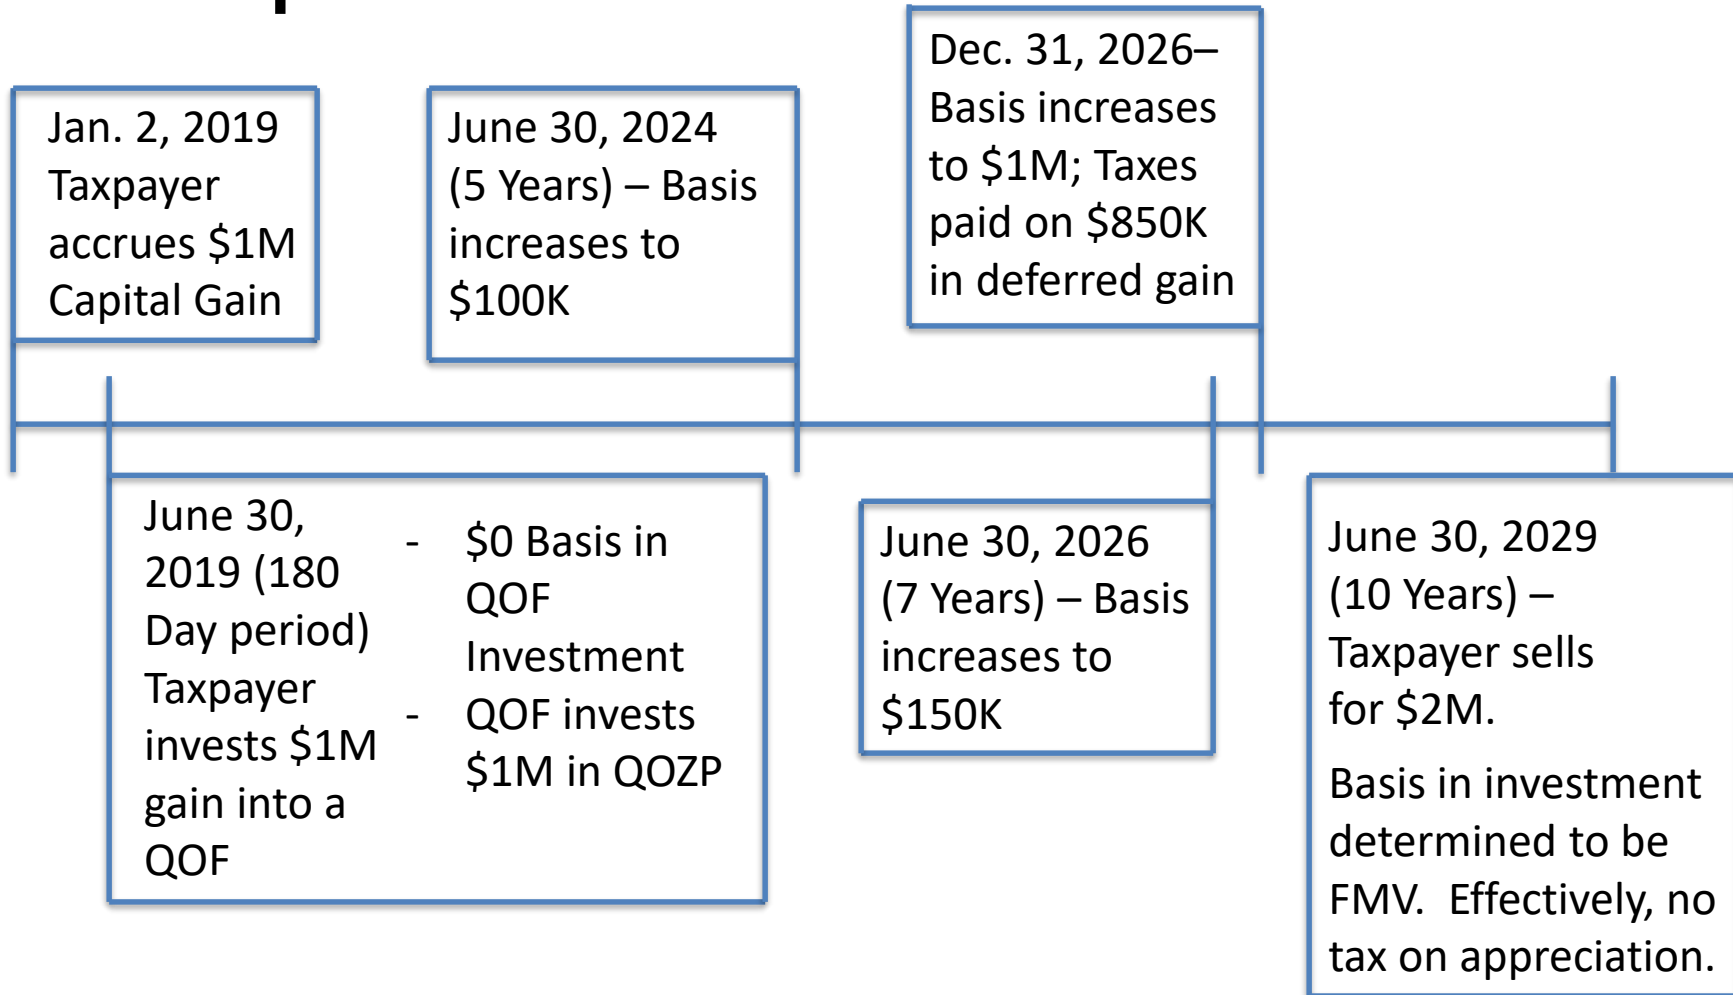 Jan. 2, 2019
Taxpayer
accrues $1M
Capital Gain
June 30,
2019 (180
Day period)
Taxpayer
invests $1M
gain into a
QOF
- $0 Basis in
QOF
Investment
- QOF invests
$1M in QOZP
June 30, 2024
(5 Years) – Basis
increases to
$100K
June 30, 2026
(7 Years) – Basis
increases to
$150K
Dec. 31, 2026–
Basis increases
to $1M; Taxes
paid on $850K
in deferred gain
June 30, 2029
(10 Years) –
Taxpayer sells
for $2M.
Basis in investment
determined to be
FMV.  Effectively, no
tax on appreciation.